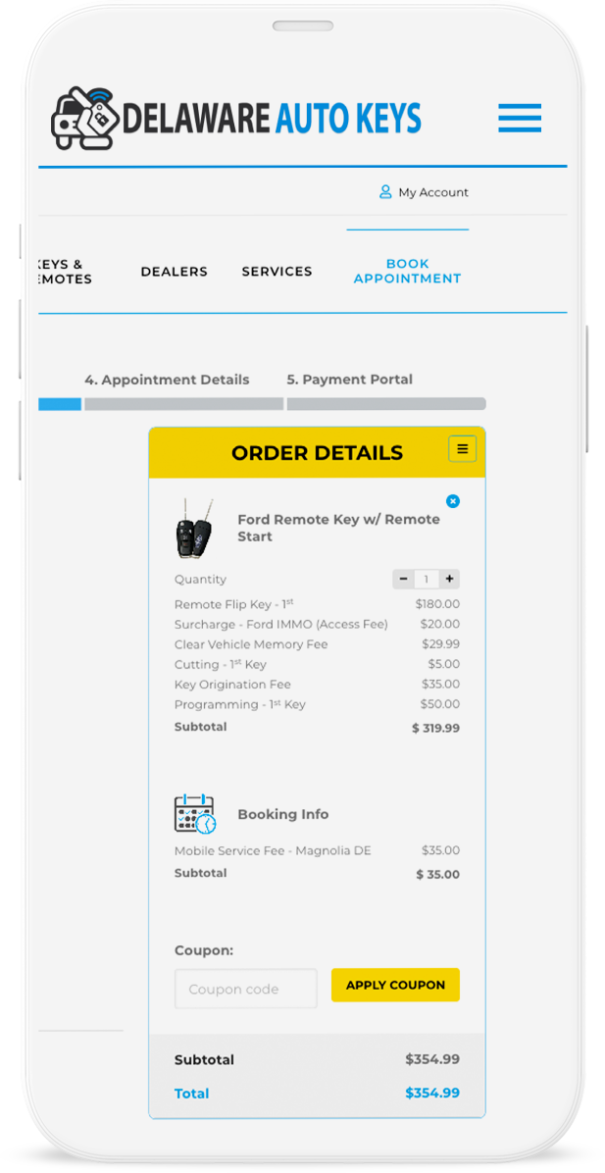 DELAWARE AUTO KEYS
My Account
KEYS &
EMOTES
DEALERS
SERVICES
BOOK
APPOINTMENT
4. Appointment Details
5. Payment Portal
ORDER DETAILS
Ford Remote Key w/ Remote
Start
Quantity
- 1 +
Remote Flip Key - 1st $180.00
Surcharge - Ford IMMO (Access Fee) $20.00
Clear Vehicle Memory Fee $29.99
Cutting - 1st Key $5.00
Key Origination Fee $35.00
Programming - 1st Key $50.00
Subtotal $ 319.99
Booking Info
Mobile Service Fee - Magnolia DE $35.00
Subtotal $ 35.00
Coupon:
Coupon code
APPLY COUPON
Subtotal $354.99
Total $354.99